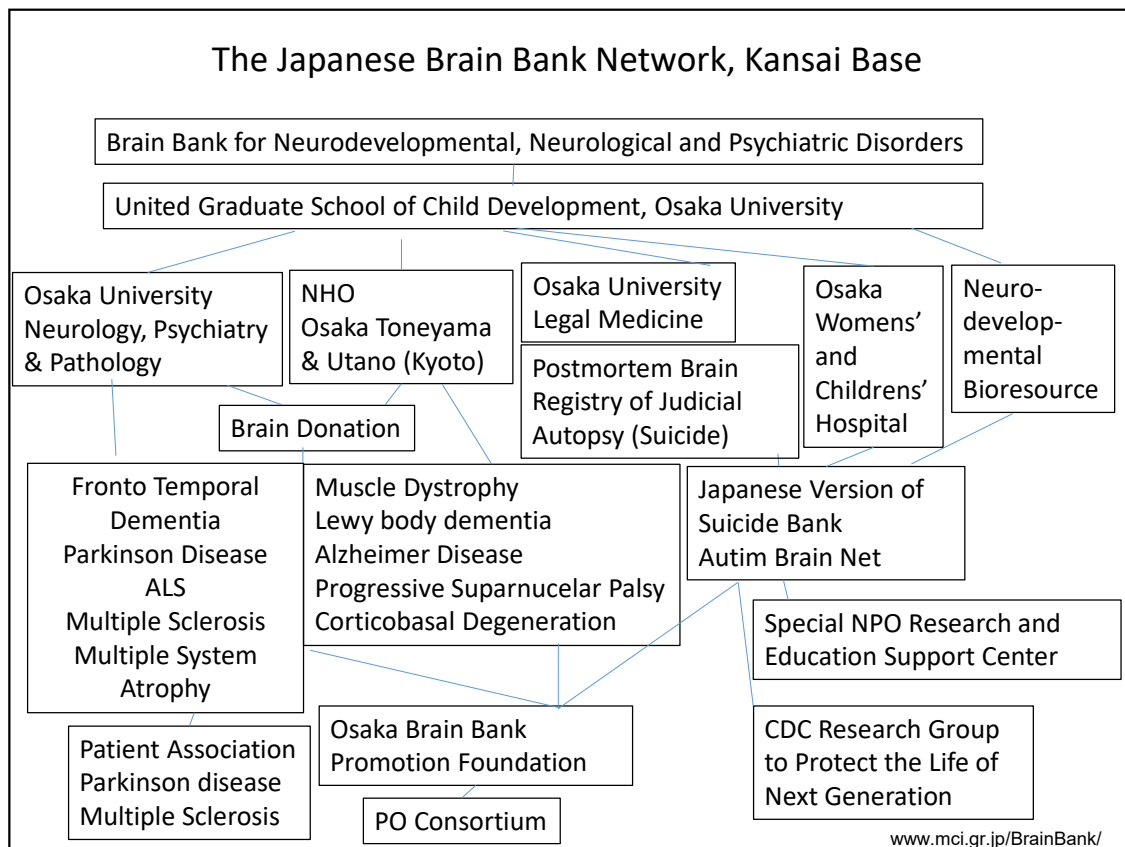 The Japanese Brain Bank Network, Kansai Base
Brain Bank for Neurodevelopmental, Neurological and Psychiatric Disorders
United Graduate School of Child Development, Osaka University
Osaka University
Neurology, Psychiatry
& Pathology
NHO
Osaka Toneyama
& Utano (Kyoto)
Osaka University
Legal Medicine
Postmortem Brain
Registry of Judicial
Autopsy (Suicide)
Osaka
Womens’
and
Childrens’
Hospital
Neuro-
develop-
mental
Bioresource
Brain Donation
Fronto Temporal
Dementia
Parkinson Disease
ALS
Multiple Sclerosis
Multiple System
Atrophy
Muscle Dystrophy
Lewy body dementia
Alzheimer Disease
Progressive Suparnucelar Palsy
Corticobasal Degeneration
Japanese Version of
Suicide Bank
Autim Brain Net
Special NPO Research and
Education Support Center
Patient Association
Parkinson disease
Multiple Sclerosis
Osaka Brain Bank
Promotion Foundation
PO Consortium
CDC Research Group
to Protect the Life of
Next Generation
www.mci.gr.jp/BrainBank/